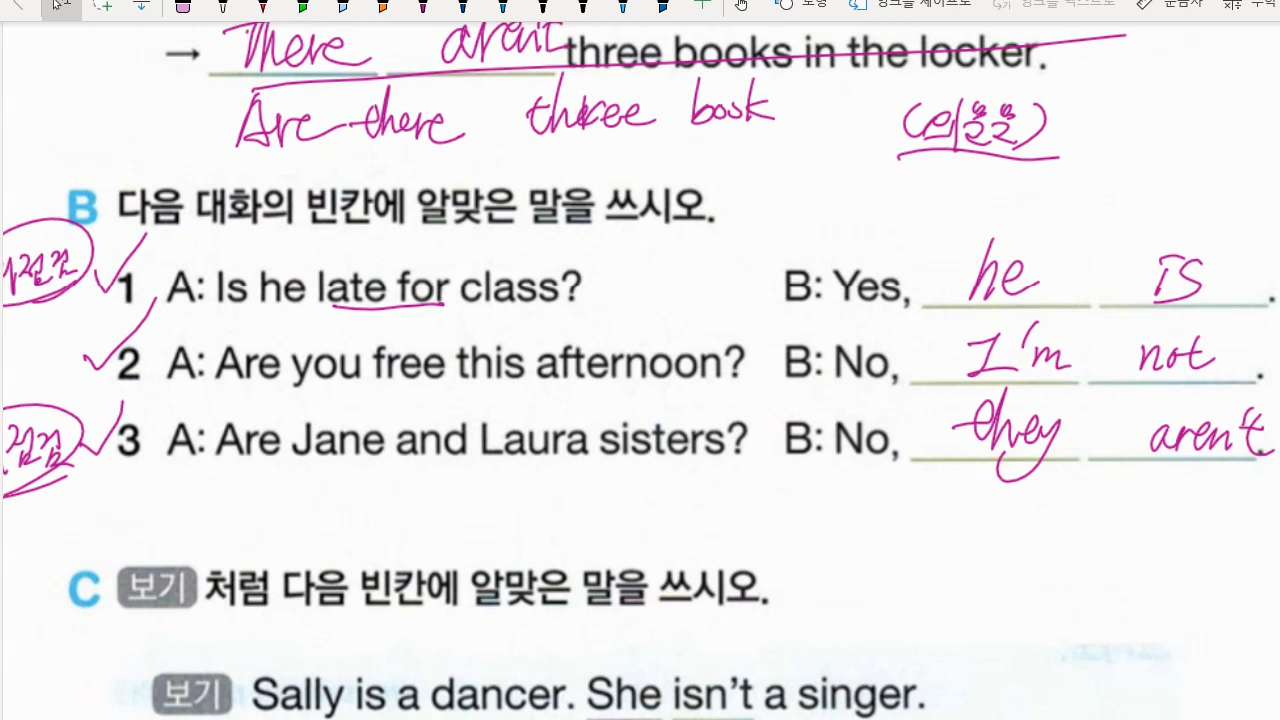 → There aren't three books in the locker.
Are there three book (의문문)
B 다음 대화의 빈칸에 알맞은 말을 쓰시오.
1 A: Is he late for class? B: Yes, he is.
2 A: Are you free this afternoon? B: No, I'm not.
점검 3 A: Are Jane and Laura sisters? B: No, they aren't.
C 보기 처럼 다음 빈칸에 알맞은 말을 쓰시오.
보기 Sally is a dancer. She isn't a singer.